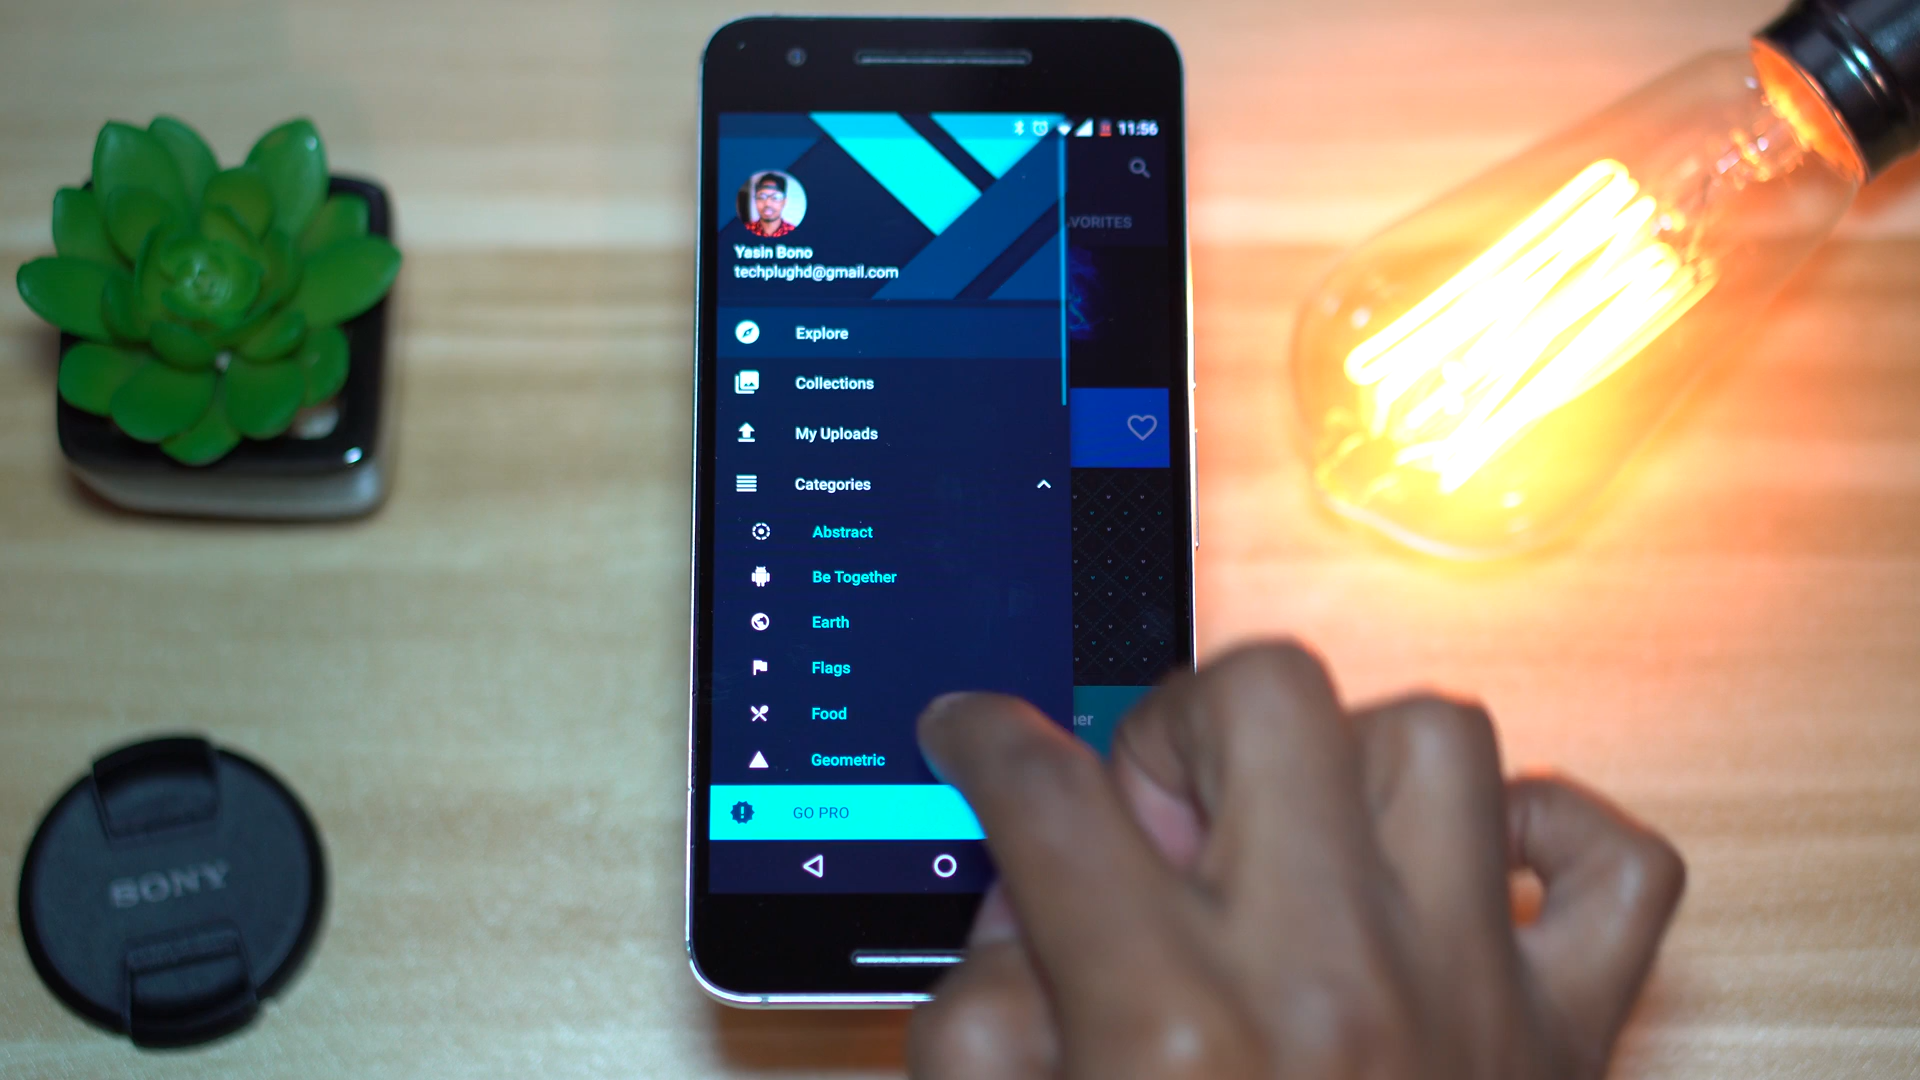 11:56
VORITES
Yasin Bono
techplughd@gmail.com
Explore
Collections
My Uploads
Categories
Abstract
Be Together
Earth
Flags
Food
Geometric
her
GO PRO
SONY